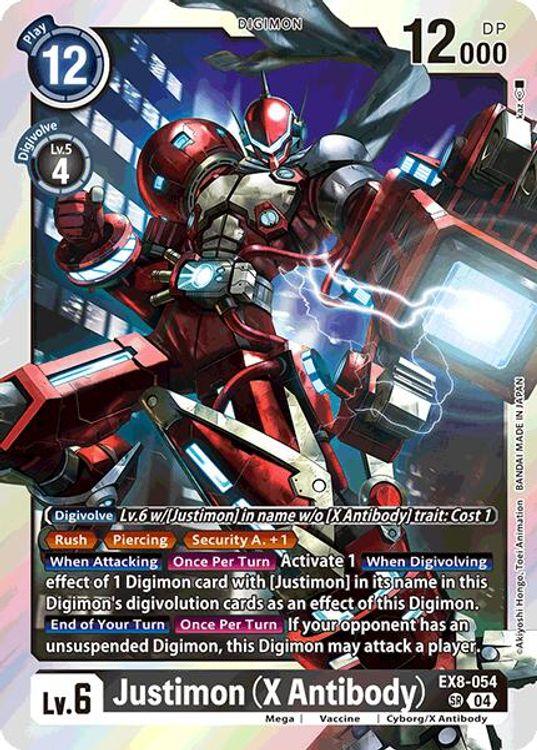 DIGIMON
Play
12
12000
DP
Digivolve
Lv.5
4
kaz
Digivolve Lv.6 w/[Justimon] in name w/o [X Antibody] trait: Cost 1
Rush Piercing Security A. +1
When Attacking Once Per Turn Activate 1 When Digivolving
effect of 1 Digimon card with [Justimon] in its name in this
Digimon's digivolution cards as an effect of this Digimon.
End of Your Turn Once Per Turn If your opponent has an
unsuspended Digimon, this Digimon may attack a player.
©Akiyoshi Hongo, Toei Animation BANDAI MADE IN JAPAN
Lv.6
Justimon (X Antibody)
EX8-054
SR 04
Mega | Vaccine | Cyborg/X Antibody